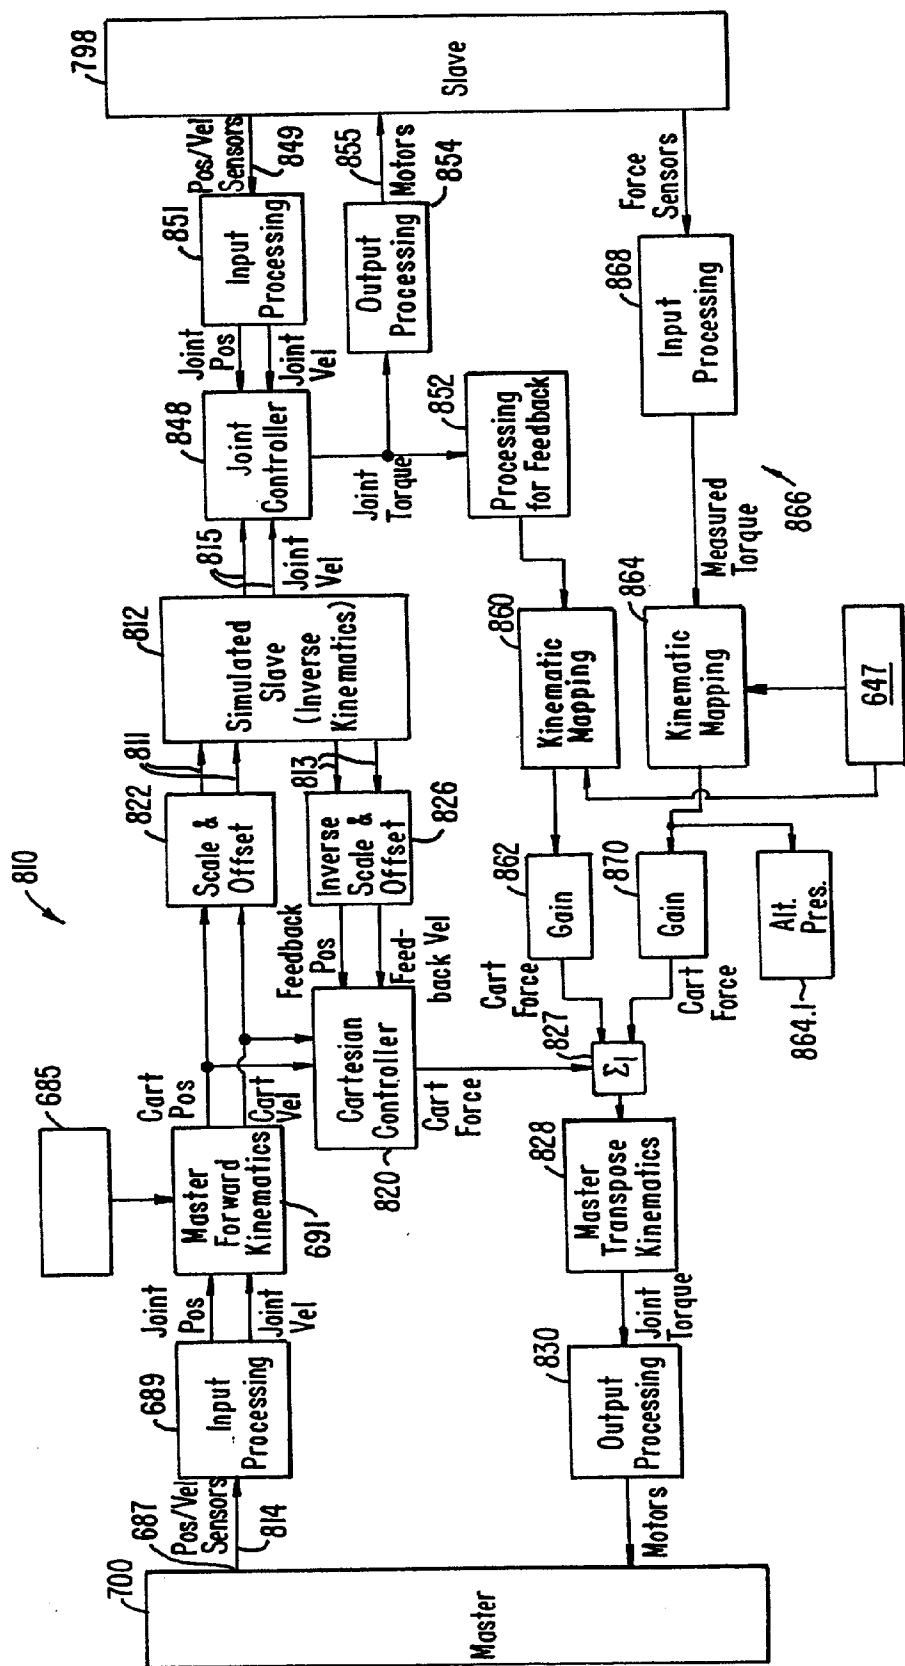 810
700
Master
687
Pos/Vel
Sensors
814
689
Input
Processing
Joint
Pos
Joint
Vel
685
Master
Forward
Kinematics
691
Cart
Pos
Cart
Vel
822
Scale &
Offset
811
812
Simulated
Slave
(Inverse
Kinematics)
813
826
Inverse
Scale &
Offset
Feedback
Pos
Feed-
back Vel
Cartesian
Controller
820
Cart
Force
815
Joint
Vel
848
Joint
Controller
Joint
Pos
Joint
Vel
851
Input
Processing
Pos/Vel
Sensors
849
798
Slave
855
Motors
854
Output
Processing
Joint
Torque
852
Processing
for Feedback
860
Kinematic
Mapping
862
Gain
Cart
Force
Force
Sensors
868
Input
Processing
866
Measured
Torque
864
Kinematic
Mapping
647
870
Gain
Cart
Force
Alt.
Pres.
864.1
827
Σ
828
Master
Transpose
Kinematics
Joint
Torque
830
Output
Processing
Motors